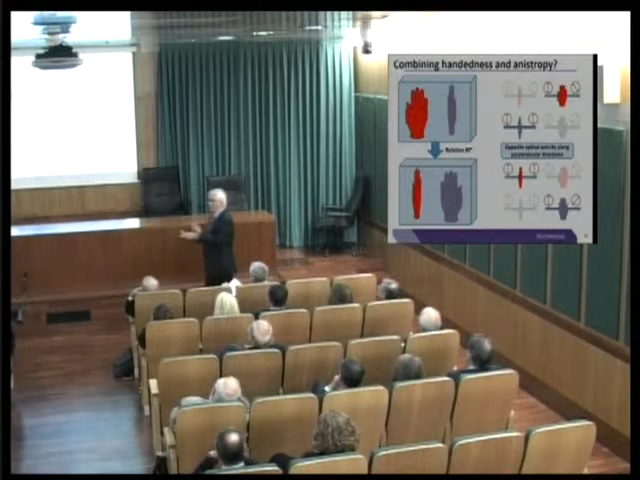 Combining handedness and anistropy?
Rotation 90°
Opposite optical activity along
perpendicular directions